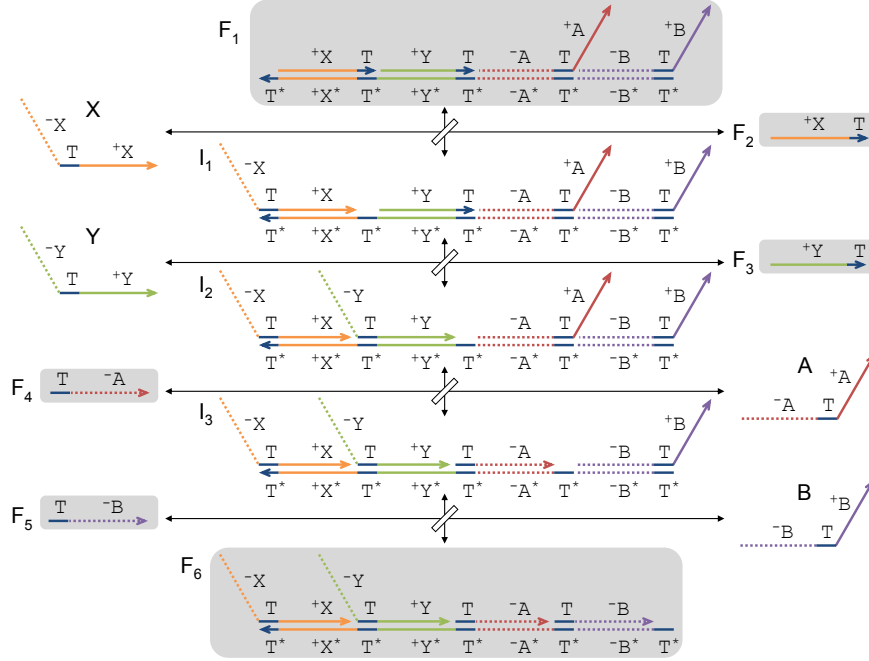 F1
+A +B
+X T +Y T -A T -B T
T* +X* T* +Y* T* -A* T* -B* T*
X
-X
T +X
F2
+X T
I1
-X +A +B
T +X +Y T -A T -B T
T* +X* T* +Y* T* -A* T* -B* T*
Y
-Y
T +Y
F3
+Y T
I2
-X -Y +A +B
T +X T +Y -A T -B T
T* +X* T* +Y* T* -A* T* -B* T*
F4
T -A
A
+A
-A T
I3
-X -Y +B
T +X T +Y T -A -B T
T* +X* T* +Y* T* -A* T* -B* T*
F5
T -B
B
+B
-B T
F6
-X -Y
T +X T +Y T -A T -B
T* +X* T* +Y* T* -A* T* -B* T*